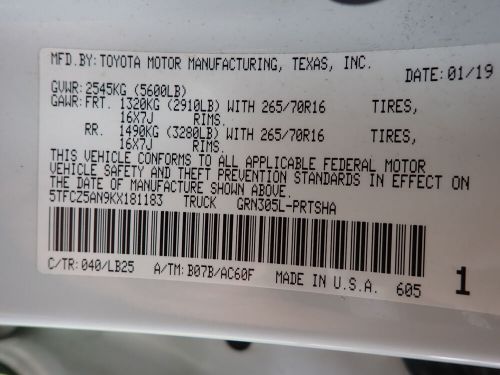 MFD.BY:TOYOTA MOTOR MANUFACTURING, TEXAS, INC.
DATE:01/19
GVWR:2545KG (5600LB)
GAWR:FRT. 1320KG (2910LB) WITH 265/70R16 TIRES,
16X7J RIMS.
RR. 1490KG (3280LB) WITH 265/70R16 TIRES,
16X7J RIMS.
THIS VEHICLE CONFORMS TO ALL APPLICABLE FEDERAL MOTOR
VEHICLE SAFETY AND THEFT PREVENTION STANDARDS IN EFFECT ON
THE DATE OF MANUFACTURE SHOWN ABOVE.
5TFCZ5AN9KX181183 TRUCK GRN305L-PRTSHA
C/TR:040/LB25 A/TM:B07B/AC60F MADE IN U.S.A. 605 1